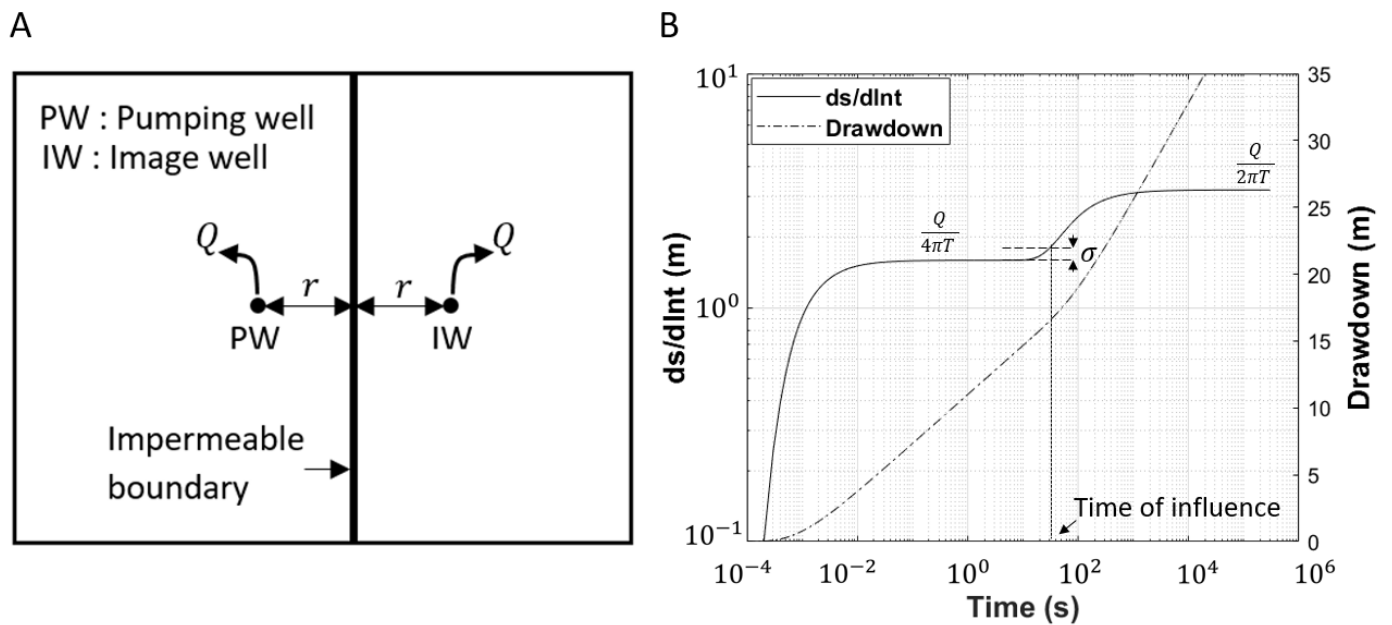 A
PW : Pumping well
IW : Image well
Q
Q
r
r
PW
IW
Impermeable
boundary
B
ds/dlnt
Drawdown
Q/4πT
Q/2πT
σ
Time of influence
ds/dlnt (m)
10^1
10^0
10^-1
Drawdown (m)
35
30
25
20
15
10
5
0
10^-4
10^-2
10^0
10^2
10^4
10^6
Time (s)